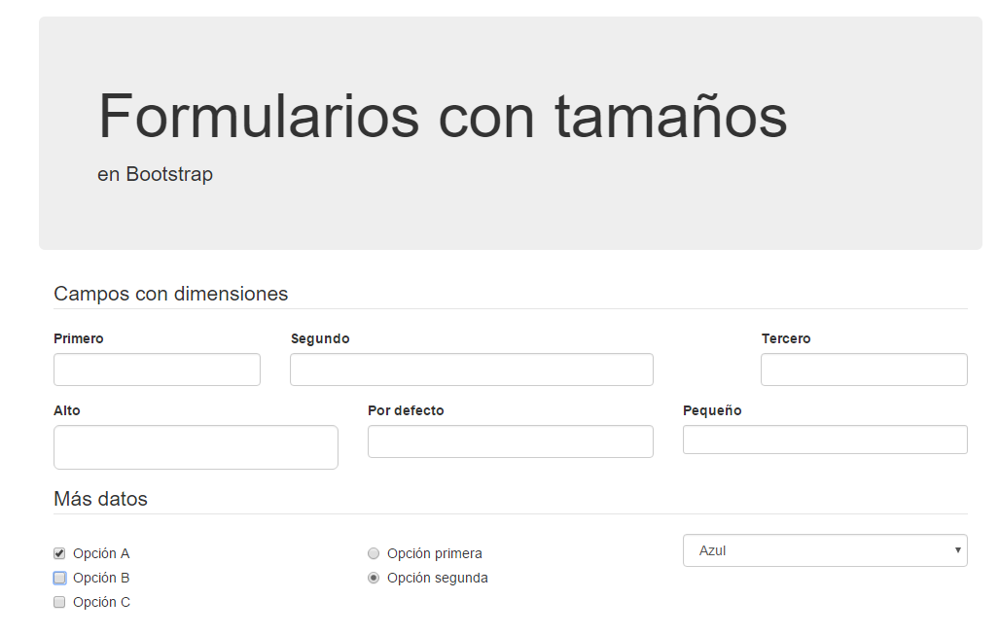 Formularios con tamaños
en Bootstrap
Campos con dimensiones
Primero Segundo Tercero
Alto Por defecto Pequeño
Más datos
Opción A Opción primera Azul
Opción B Opción segunda
Opción C